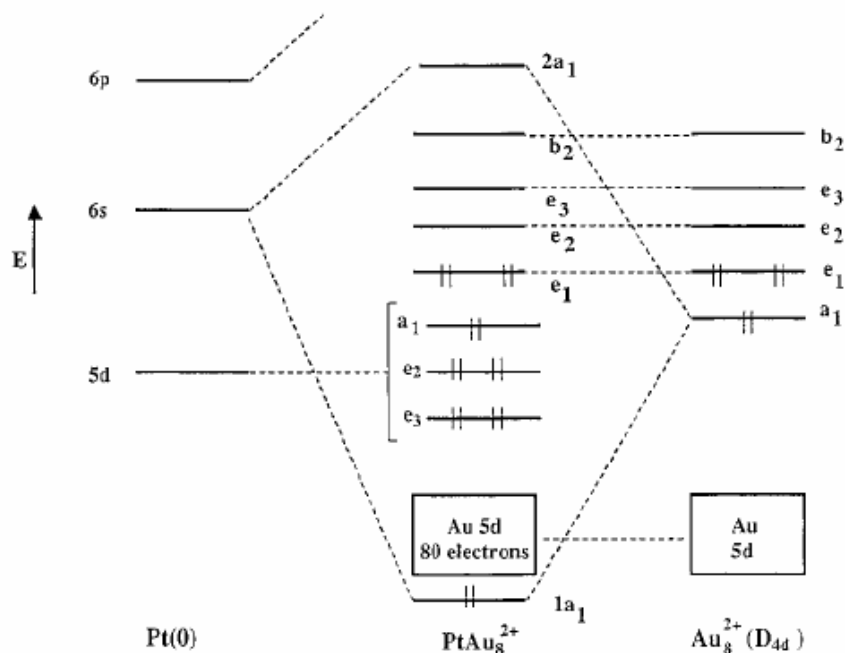 6p
6s
5d
E
2a1
b2
e3
e2
e1
a1
e2
e3
Au 5d
80 electrons
1a1
b2
e3
e2
e1
a1
Au
5d
Pt(0)
PtAu8^2+
Au8^2+ (D4d)